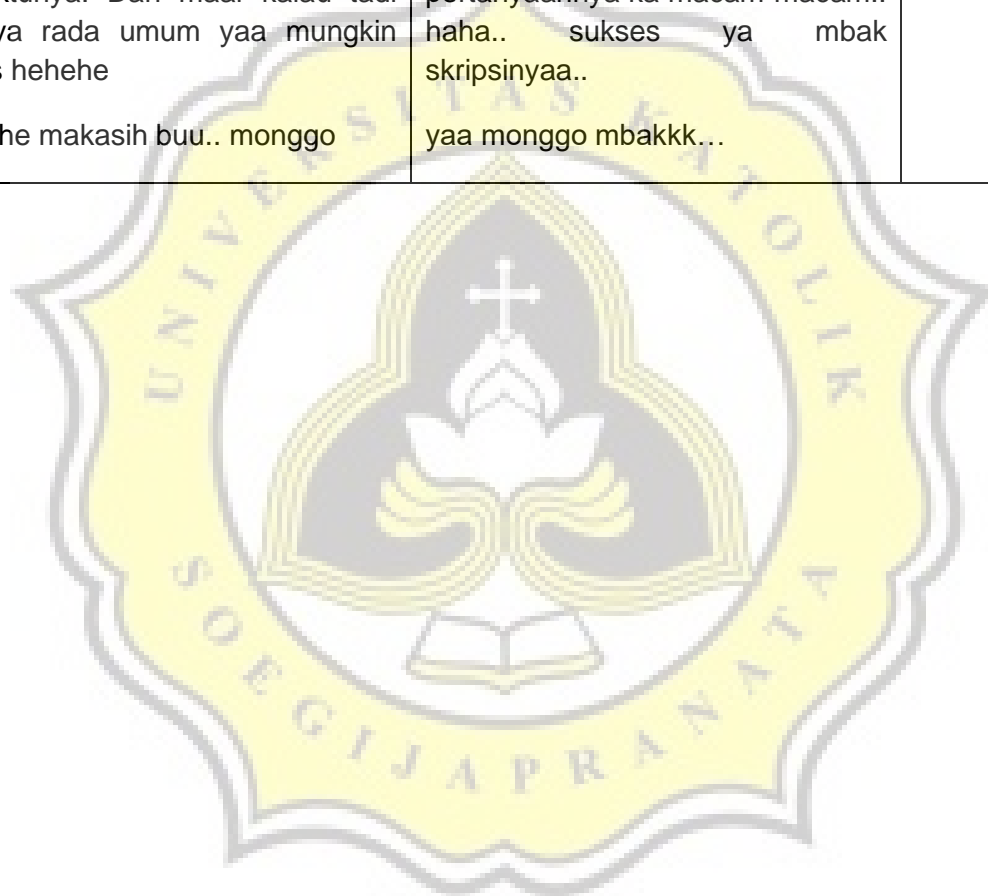 ya rada umum yaa mungkin
s hehehe
he makasih buu.. monggo
haha.. sukses ya mbak
skripsinyaa..
yaa monggo mbakkk…
UNIVERSITAS KATOLIK
SOEGIJAPRANATA